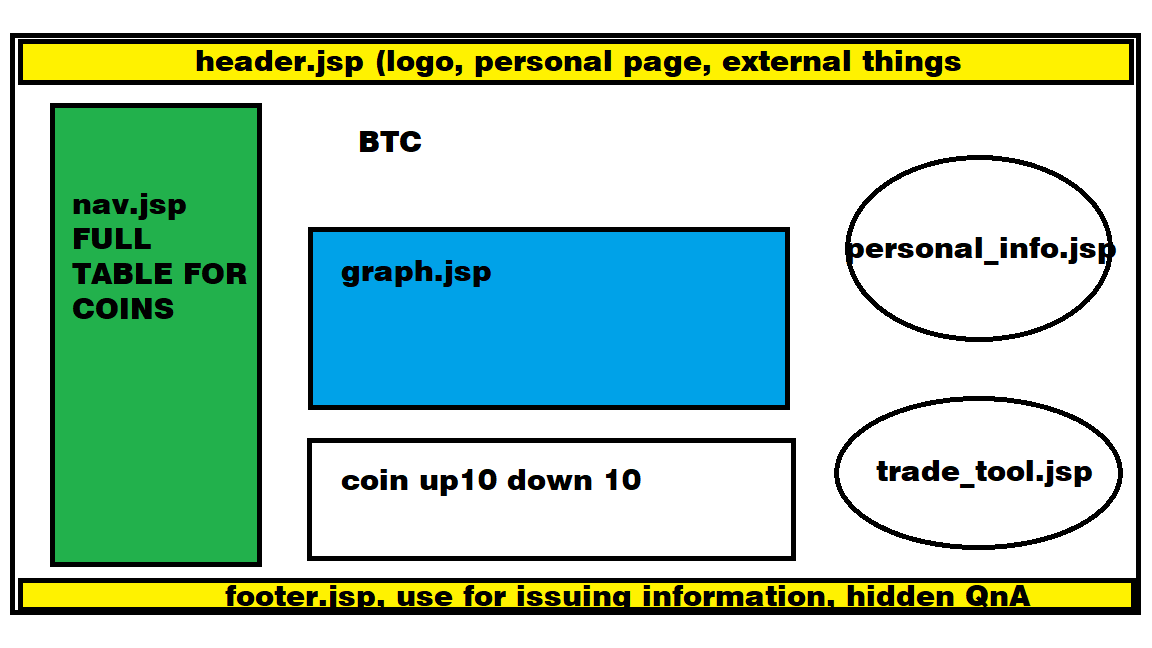 header.jsp (logo, personal page, external things
nav.jsp
FULL
TABLE FOR
COINS
BTC
graph.jsp
coin up10 down 10
personal_info.jsp
trade_tool.jsp
footer.jsp, use for issuing information, hidden QnA